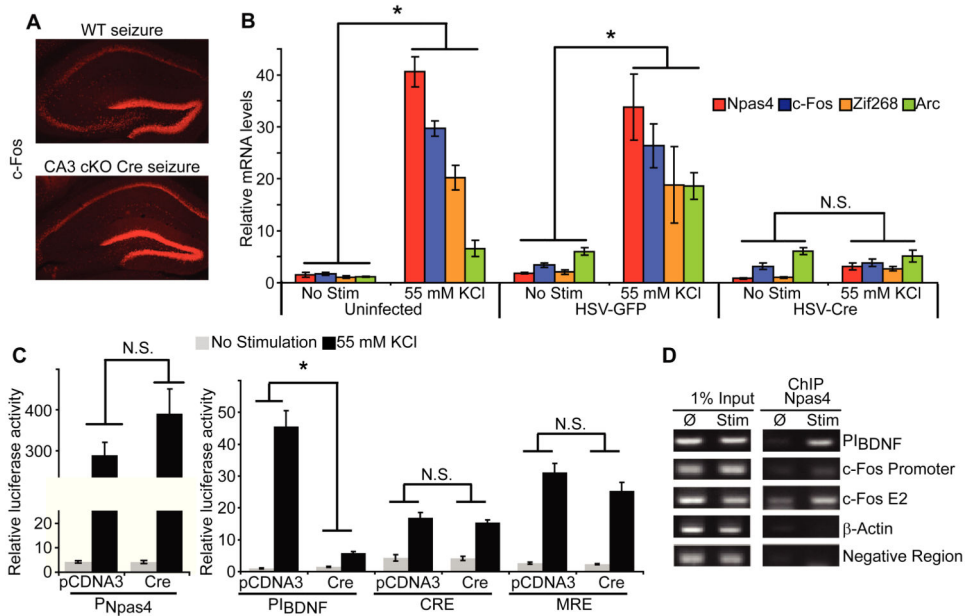 A
WT seizure
c-Fos
CA3 cKO Cre seizure
B
Relative mRNA levels
40
30
20
10
0
*
*
N.S.
Npas4 c-Fos Zif268 Arc
No Stim 55 mM KCl No Stim 55 mM KCl No Stim 55 mM KCl
Uninfected HSV-GFP HSV-Cre
C
No Stimulation 55 mM KCl
Relative luciferase activity
400
300
20
10
0
N.S.
pCDNA3 Cre
PNpas4
Relative luciferase activity
50
40
30
20
10
0
*
N.S.
N.S.
pCDNA3 Cre pCDNA3 Cre pCDNA3 Cre
PIBDNF CRE MRE
D
1% Input ChIP Npas4
Ø Stim Ø Stim
PIBDNF
c-Fos Promoter
c-Fos E2
β-Actin
Negative Region